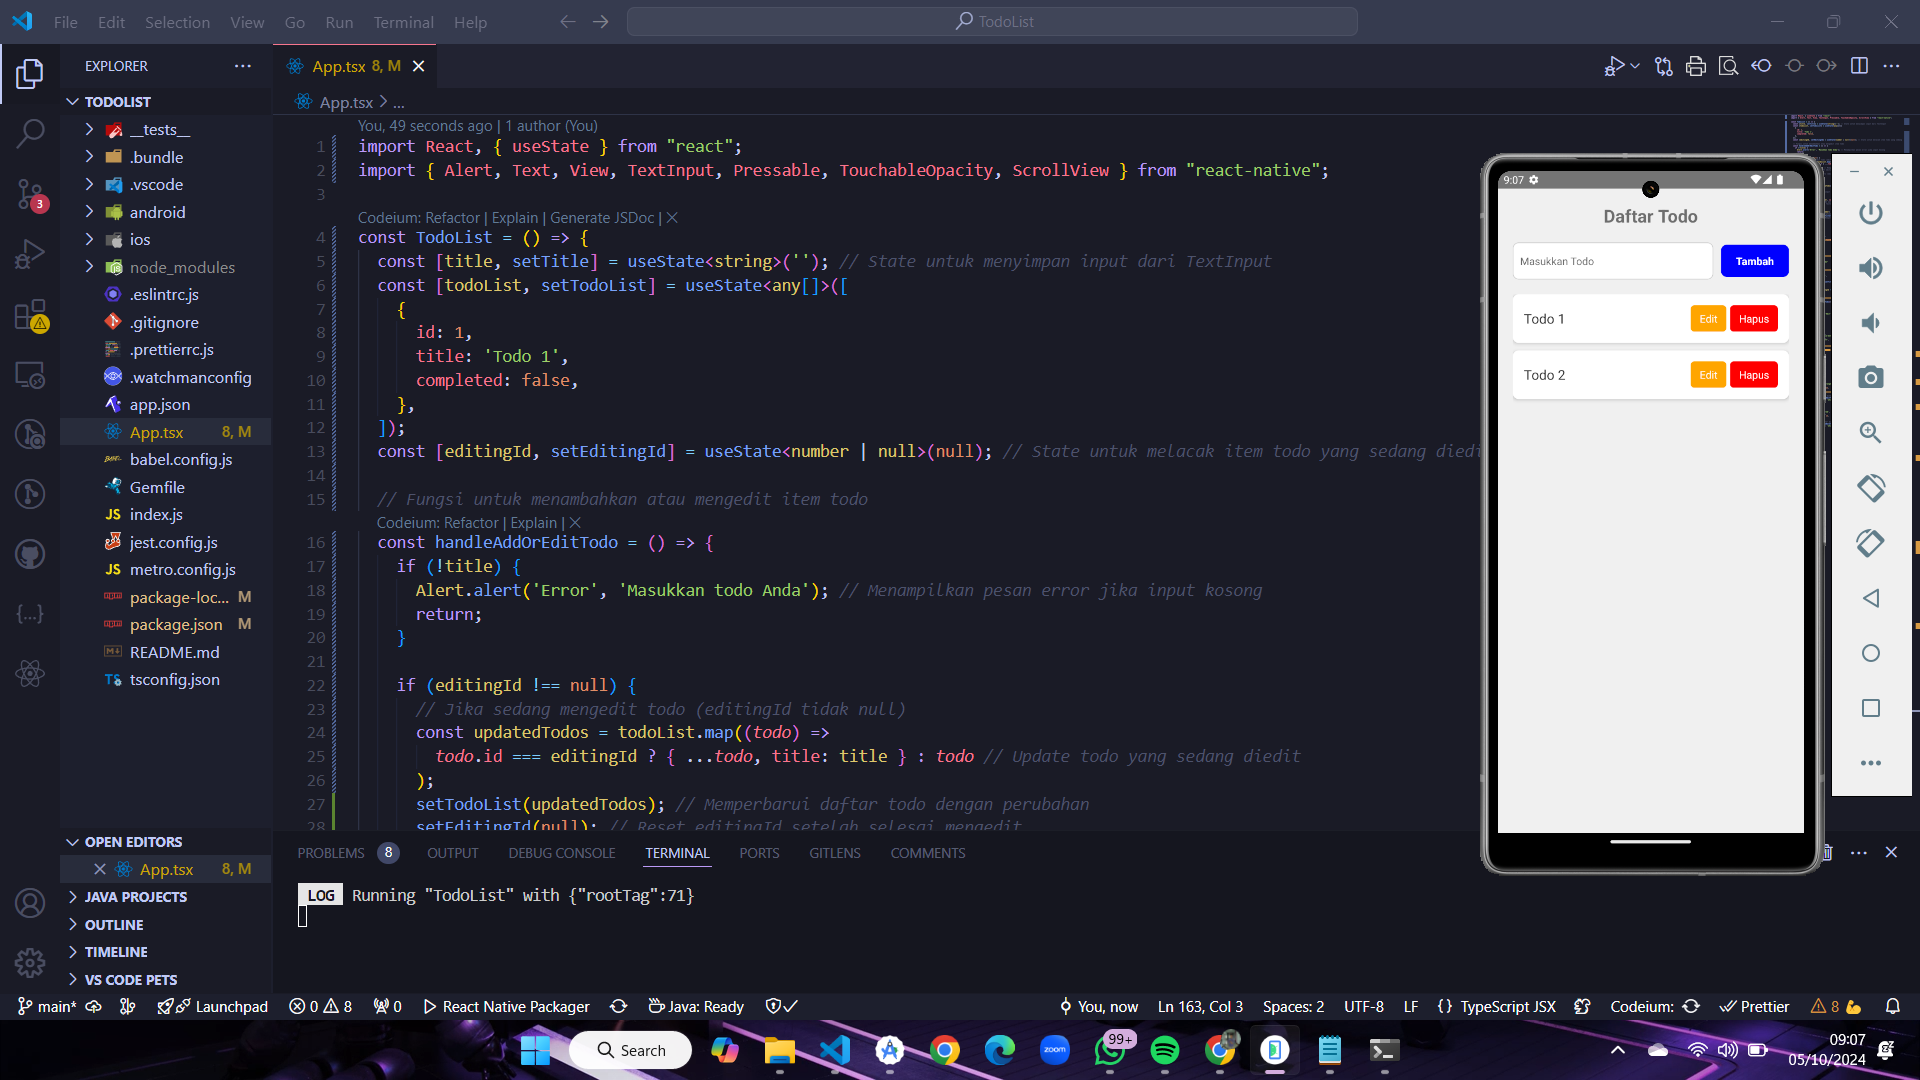 File Edit Selection View Go Run Terminal Help
TodoList
EXPLORER
TODOLIST
__tests__
.bundle
.vscode
android
ios
node_modules
.eslintrc.js
.gitignore
.prettierrc.js
.watchmanconfig
app.json
App.tsx 8, M
babel.config.js
Gemfile
JS index.js
jest.config.js
JS metro.config.js
package-loc... M
package.json M
README.md
TS tsconfig.json
OPEN EDITORS
App.tsx 8, M
JAVA PROJECTS
OUTLINE
TIMELINE
VS CODE PETS
3
App.tsx 8, M
App.tsx > ...
You, 49 seconds ago | 1 author (You)
1 import React, { useState } from "react";
2 import { Alert, Text, View, TextInput, Pressable, TouchableOpacity, ScrollView } from "react-native";
3
Codeium: Refactor | Explain | Generate JSDoc | X
4 const TodoList = () => {
5 const [title, setTitle] = useState<string>(''); // State untuk menyimpan input dari TextInput
6 const [todoList, setTodoList] = useState<any[]>([
7 {
8 id: 1,
9 title: 'Todo 1',
10 completed: false,
11 },
12 ]);
13 const [editingId, setEditingId] = useState<number | null>(null); // State untuk melacak item todo yang sedang diedi
14
15 // Fungsi untuk menambahkan atau mengedit item todo
Codeium: Refactor | Explain | X
16 const handleAddOrEditTodo = () => {
17 if (!title) {
18 Alert.alert('Error', 'Masukkan todo Anda'); // Menampilkan pesan error jika input kosong
19 return;
20 }
21
22 if (editingId !== null) {
23 // Jika sedang mengedit todo (editingId tidak null)
24 const updatedTodos = todoList.map((todo) =>
25 todo.id === editingId ? { ...todo, title: title } : todo // Update todo yang sedang diedit
26 );
27 setTodoList(updatedTodos); // Memperbarui daftar todo dengan perubahan
28 setEditingId(null); // Reset editingId setelah selesai mengedit
9:07
Daftar Todo
Masukkan Todo Tambah
Todo 1 Edit Hapus
Todo 2 Edit Hapus
PROBLEMS 8 OUTPUT DEBUG CONSOLE TERMINAL PORTS GITLENS COMMENTS
LOG Running "TodoList" with {"rootTag":71}
main* Launchpad 0 8 0 React Native Packager Java: Ready You, now Ln 163, Col 3 Spaces: 2 UTF-8 LF {} TypeScript JSX Codeium: Prettier 8
Search
zoom
99+
09:07
05/10/2024